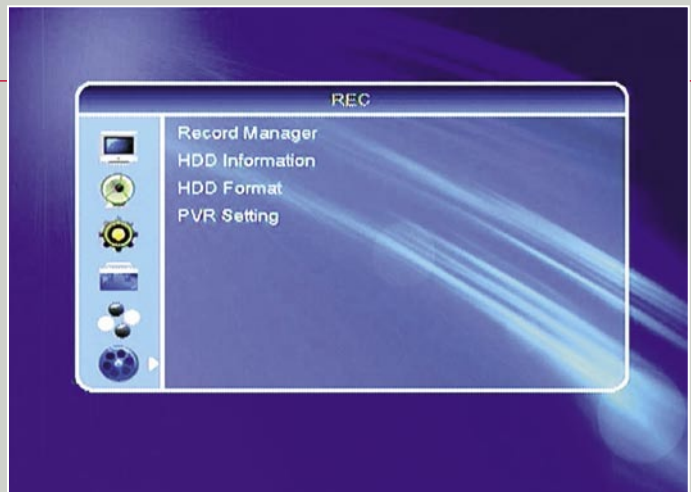 REC
Record Manager
HDD Information
HDD Format
PVR Setting